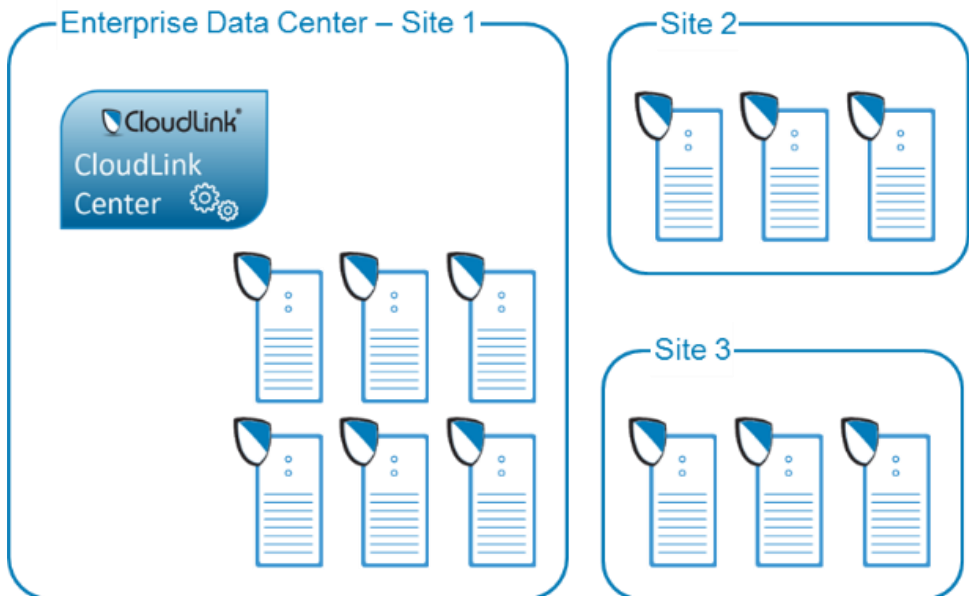 Enterprise Data Center – Site 1
CloudLink®
CloudLink
Center
Site 2
Site 3